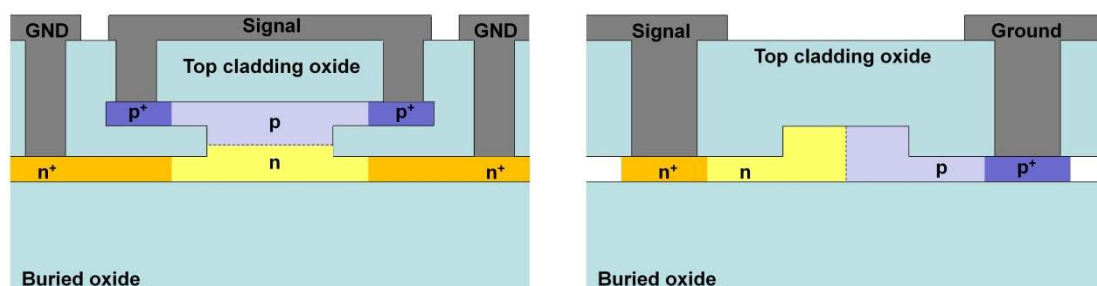 GND
Signal
GND
Top cladding oxide
p⁺
p
p⁺
n⁺
n
n⁺
Buried oxide
Signal
Ground
Top cladding oxide
n⁺
n
p
p⁺
Buried oxide